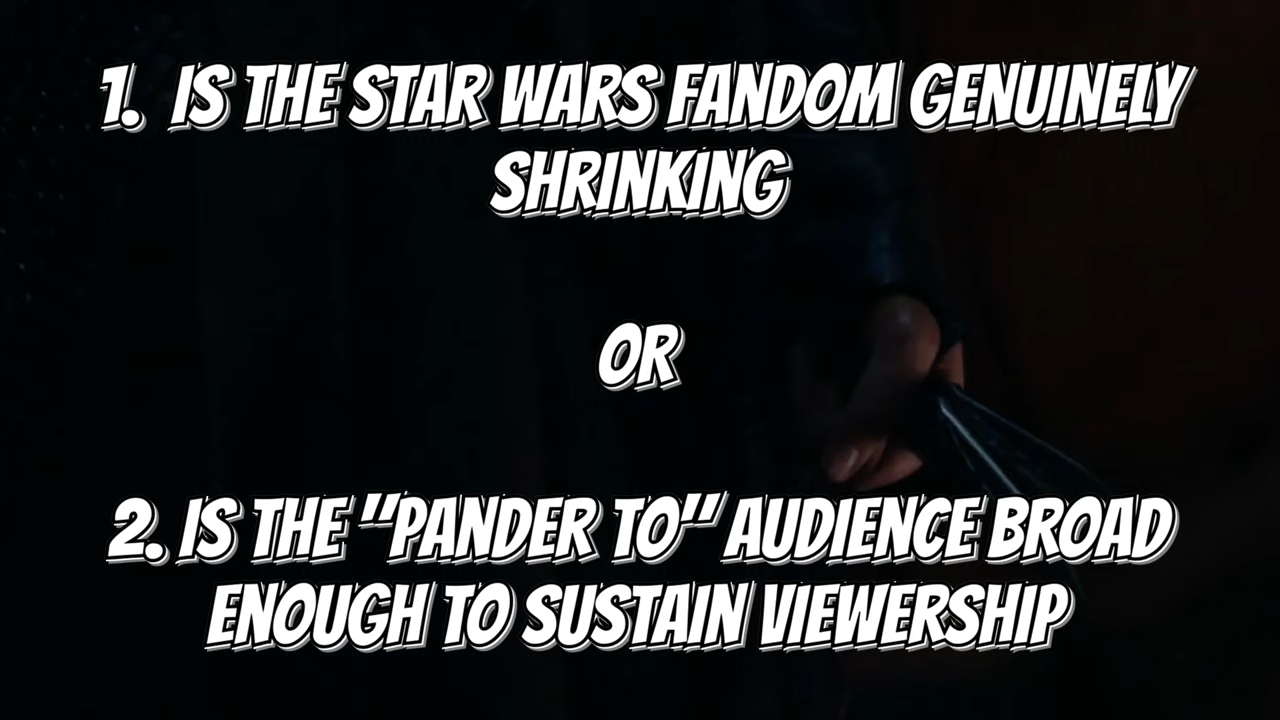 1. IS THE STAR WARS FANDOM GENUINELY
SHRINKING
OR
2. IS THE "PANDER TO" AUDIENCE BROAD
ENOUGH TO SUSTAIN VIEWERSHIP